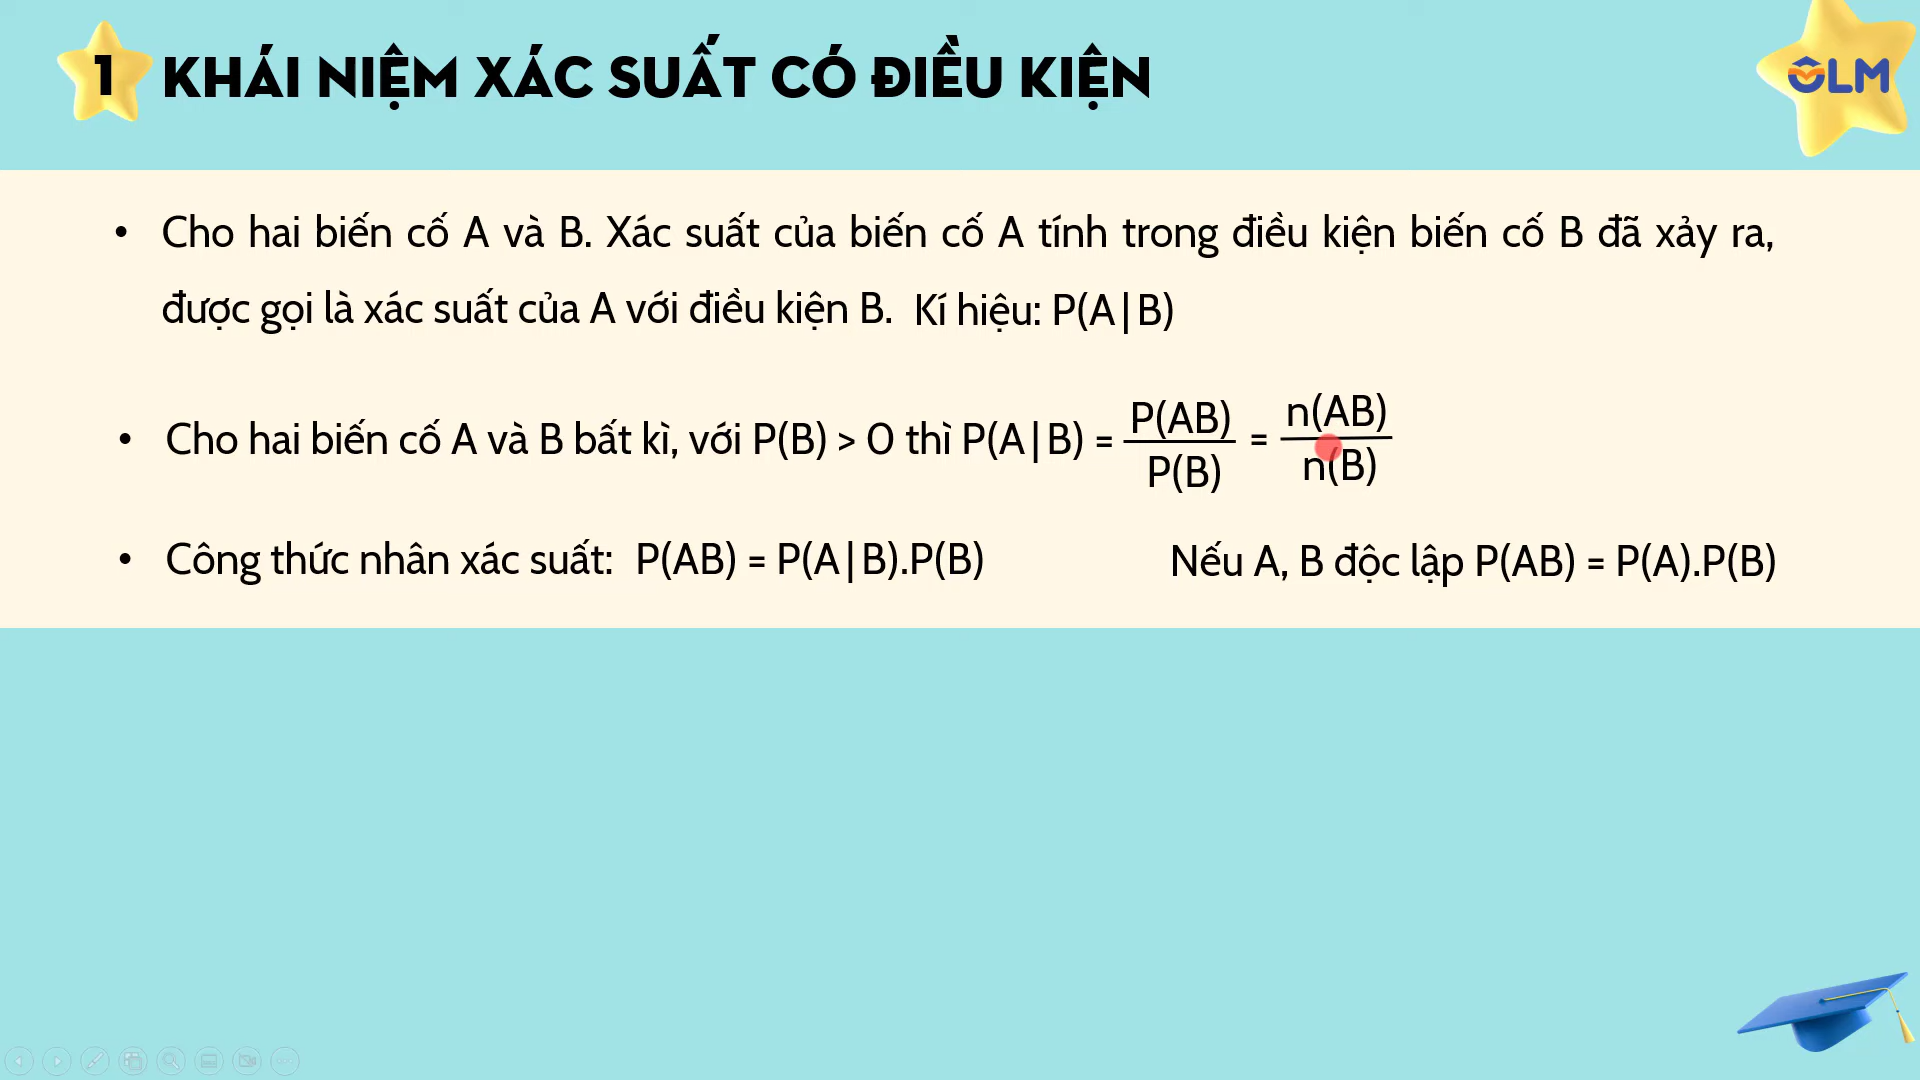 1 KHÁI NIỆM XÁC SUẤT CÓ ĐIỀU KIỆN
ÔLM
• Cho hai biến cố A và B. Xác suất của biến cố A tính trong điều kiện biến cố B đã xảy ra,
được gọi là xác suất của A với điều kiện B. Kí hiệu: P(A|B)
• Cho hai biến cố A và B bất kì, với P(B) > 0 thì P(A|B) = P(AB)/P(B) = n(AB)/n(B)
• Công thức nhân xác suất: P(AB) = P(A|B).P(B) Nếu A, B độc lập P(AB) = P(A).P(B)